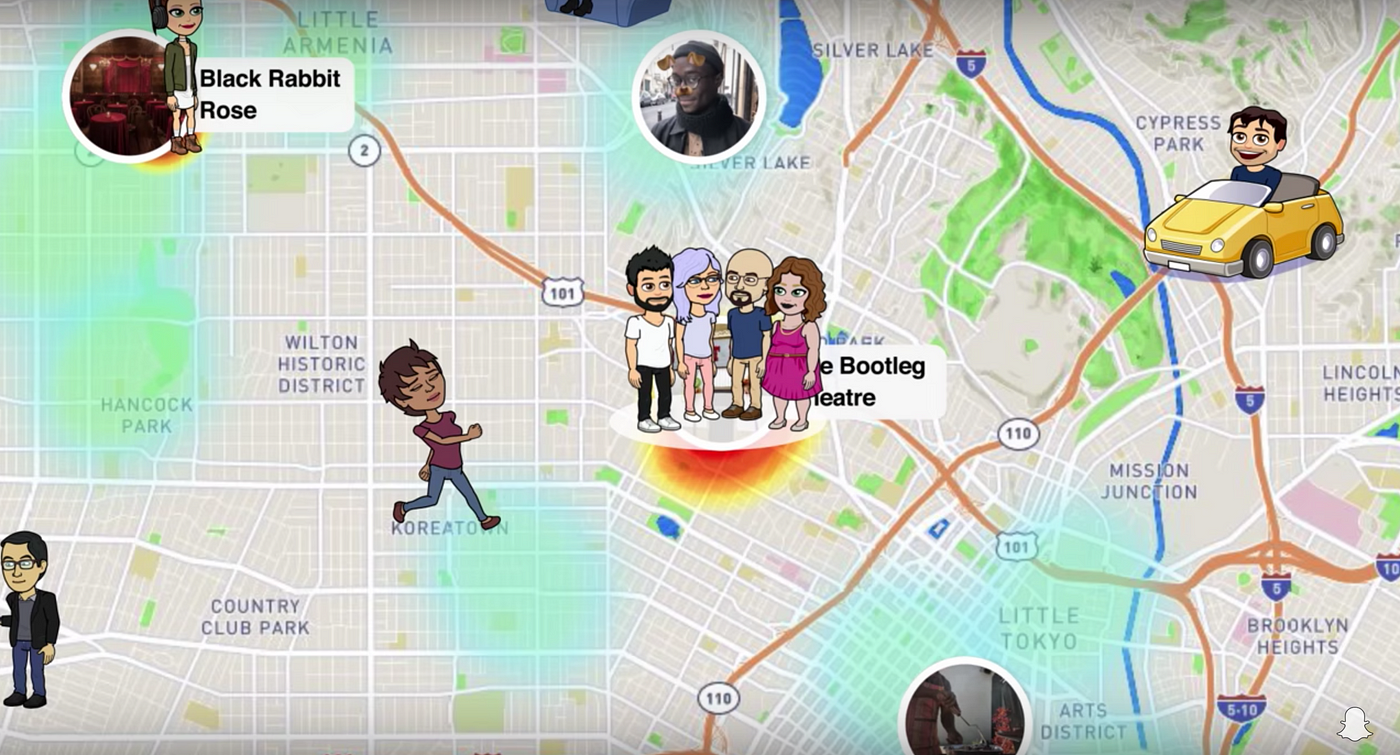 LITTLE
ARMENIA
SILVER LAKE
5
Black Rabbit
Rose
CYPRESS
PARK
2
SILVER LAKE
101
WILTON
HISTORIC
DISTRICT
PARK
e Bootleg
eatre
LINCOLN
HEIGHTS
HANCOCK
PARK
5
110
MISSION
JUNCTION
KOREATOWN
101
10
5
COUNTRY
CLUB PARK
LITTLE
TOKYO
BROOKLYN
HEIGHTS
110
ARTS
DISTRICT
5-10